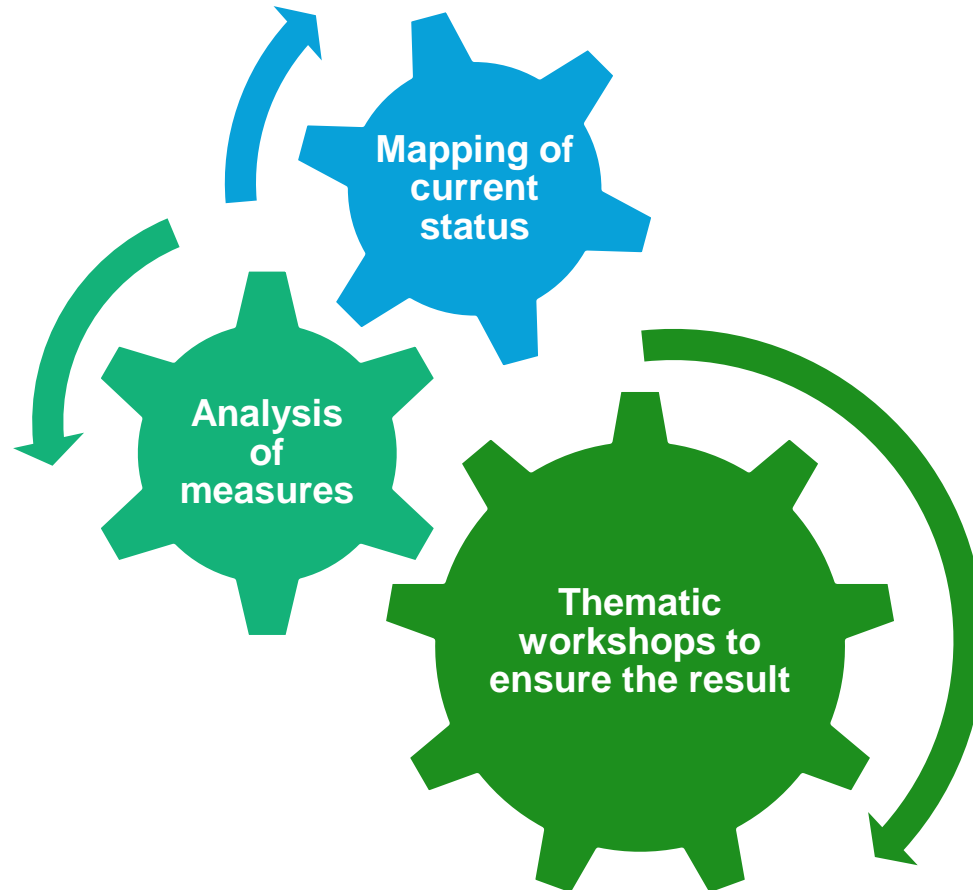 Mapping of
current
status
Analysis
of
measures
Thematic
workshops to
ensure the result